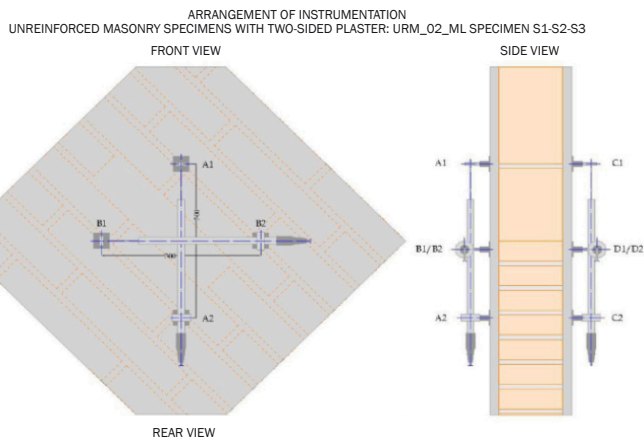 ARRANGEMENT OF INSTRUMENTATION
UNREINFORCED MASONRY SPECIMENS WITH TWO-SIDED PLASTER: URM_02_ML SPECIMEN S1-S2-S3
FRONT VIEW
SIDE VIEW
A1
A1
C1
B1
B2
B1/B2
D1/D2
A2
A2
C2
REAR VIEW